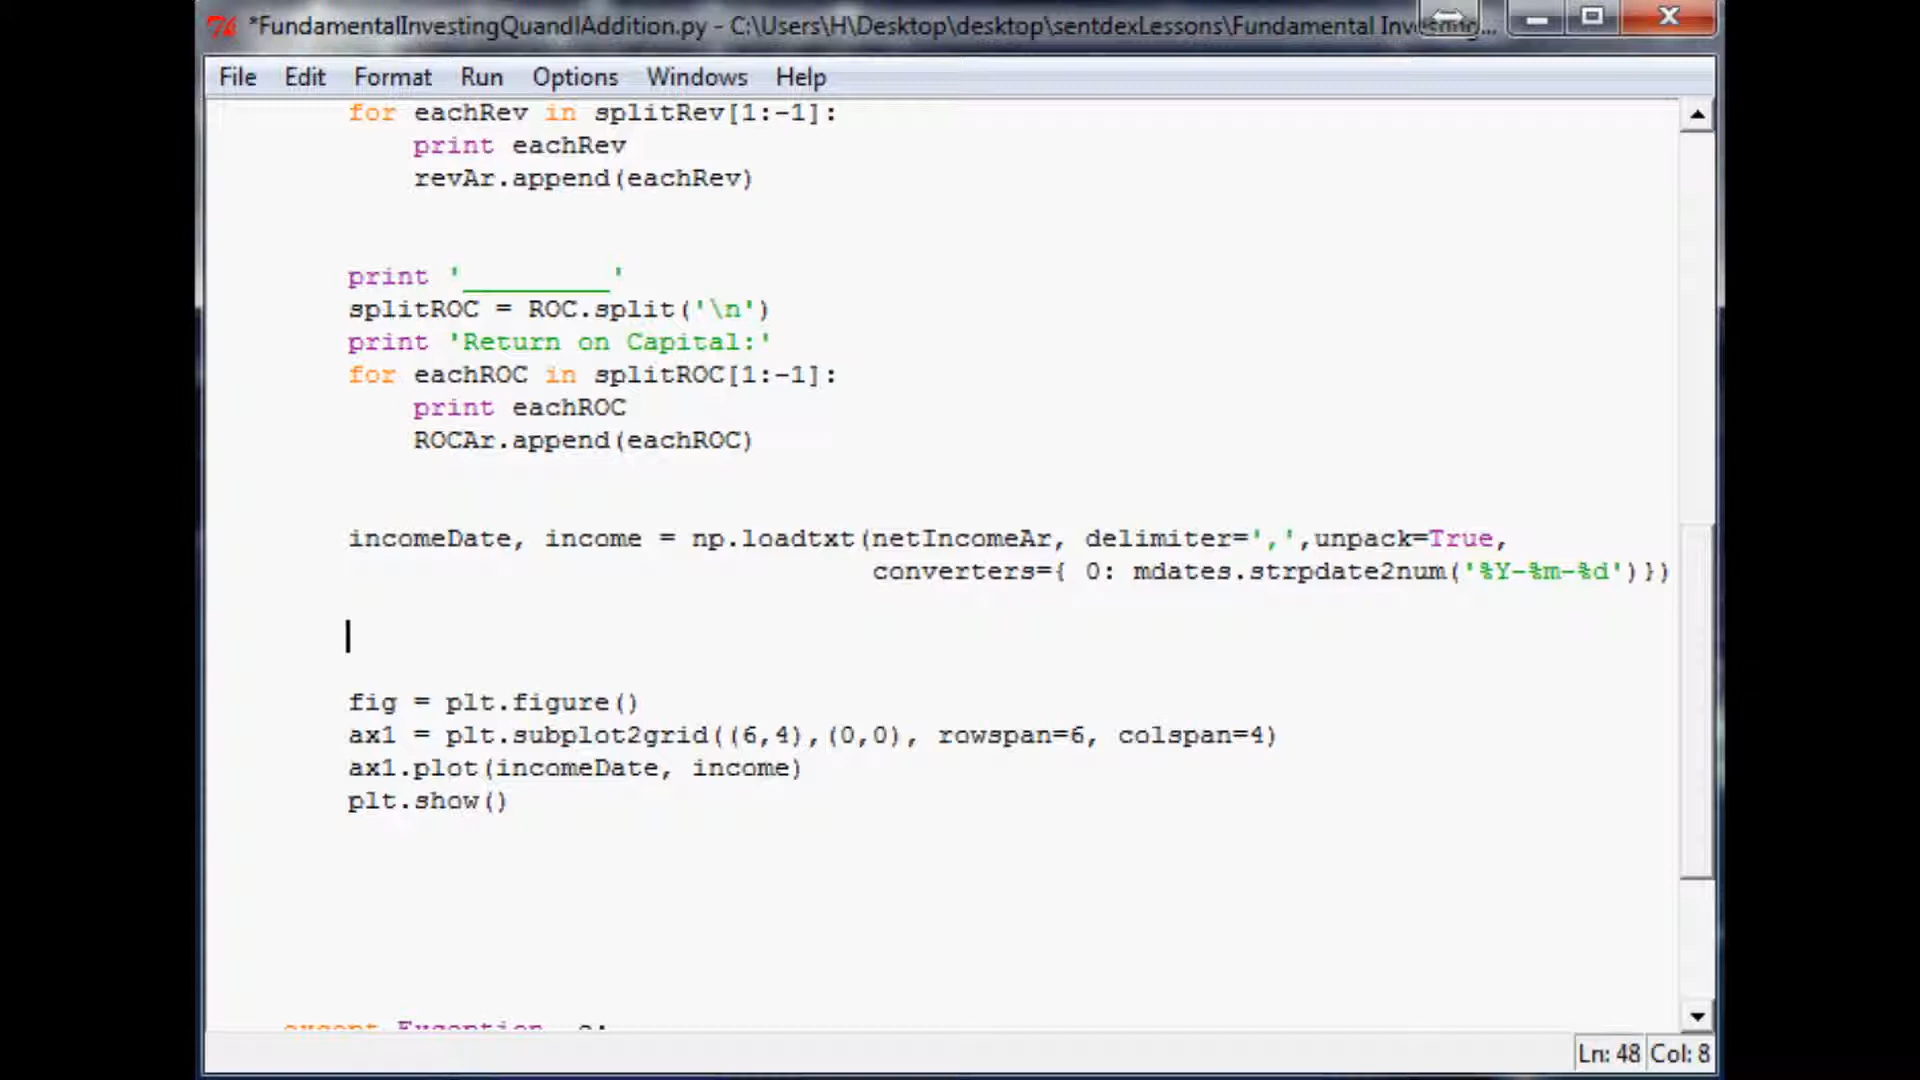 *FundamentalInvestingQuandlAddition.py - C:\Users\H\Desktop\desktop\sentdexLessons\Fundamental Investing...
File Edit Format Run Options Windows Help
for eachRev in splitRev[1:-1]:
print eachRev
revAr.append(eachRev)
print '_________'
splitROC = ROC.split('\n')
print 'Return on Capital:'
for eachROC in splitROC[1:-1]:
print eachROC
ROCAr.append(eachROC)
incomeDate, income = np.loadtxt(netIncomeAr, delimiter=',',unpack=True,
converters={ 0: mdates.strpdate2num('%Y-%m-%d')})
fig = plt.figure()
ax1 = plt.subplot2grid((6,4),(0,0), rowspan=6, colspan=4)
ax1.plot(incomeDate, income)
plt.show()
except Exception, e:
Ln: 48 Col: 8